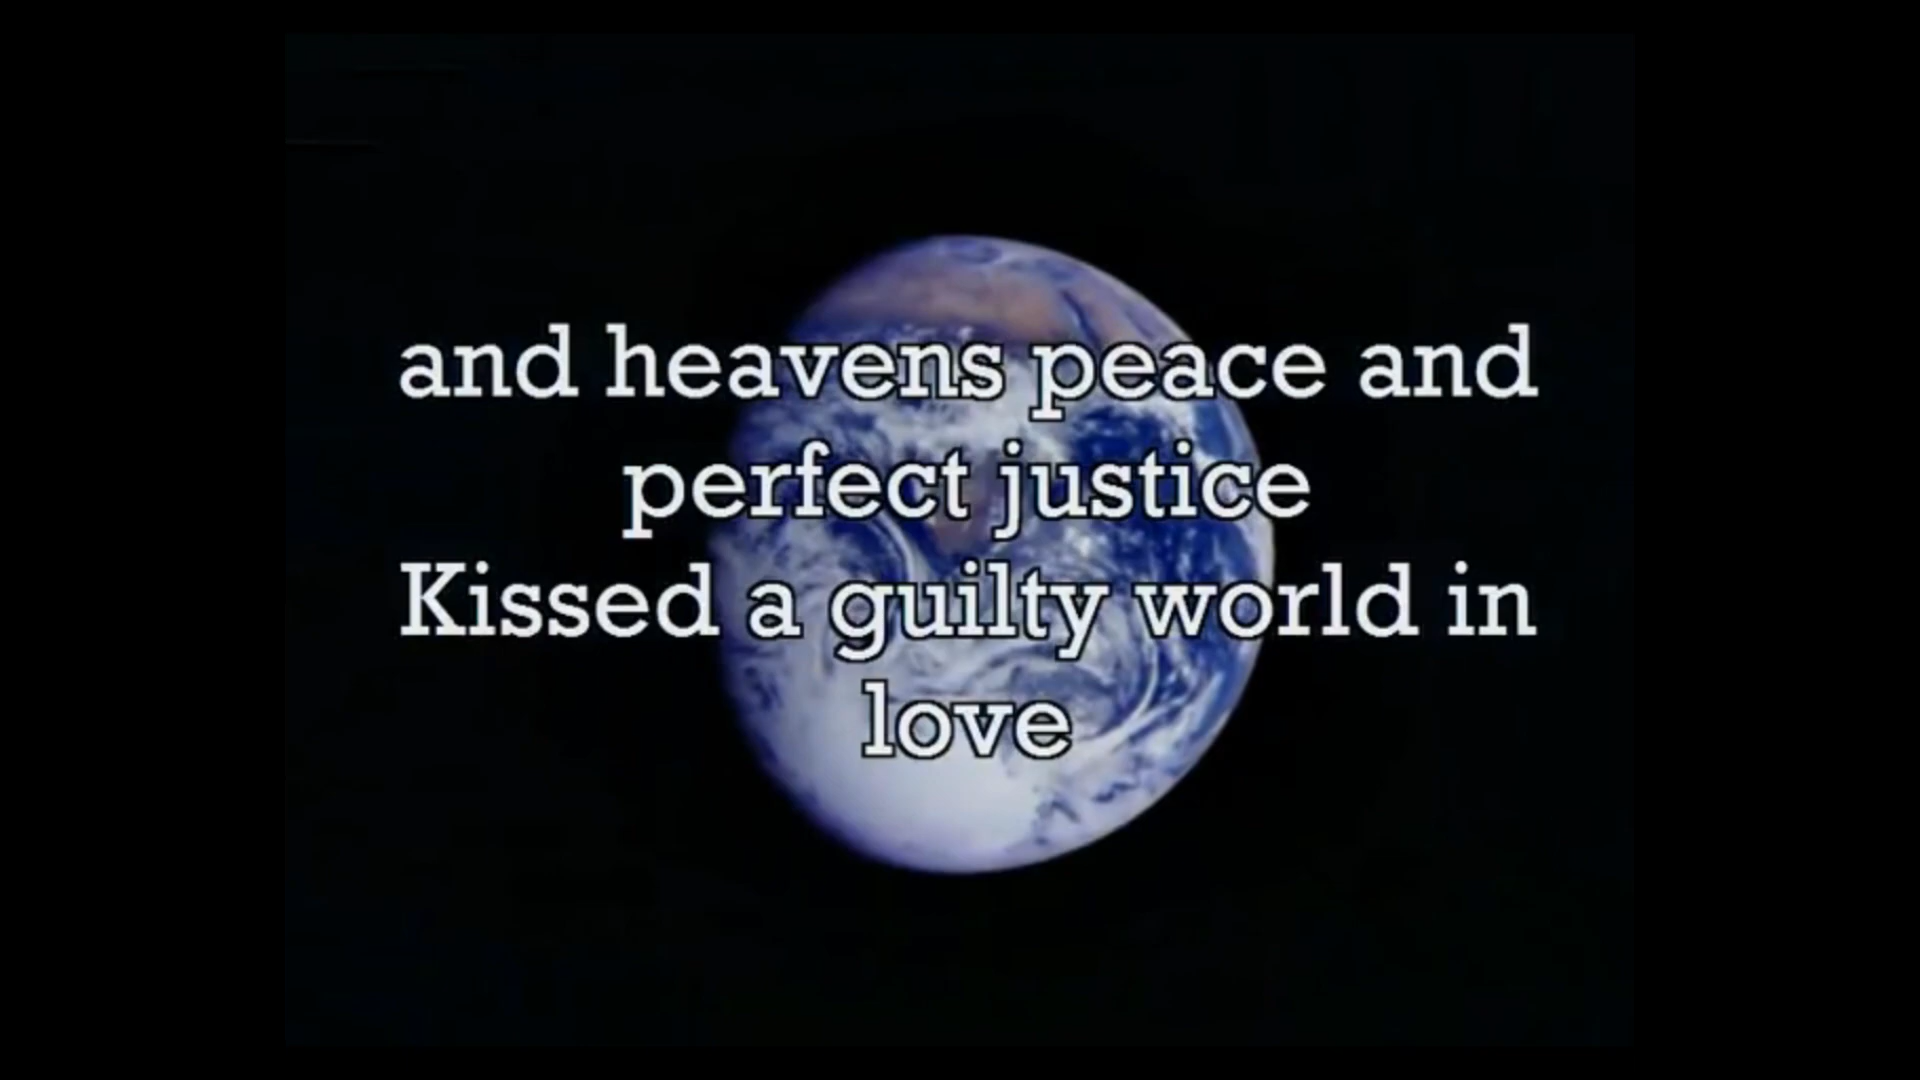 and heavens peace and
perfect justice
Kissed a guilty world in
love